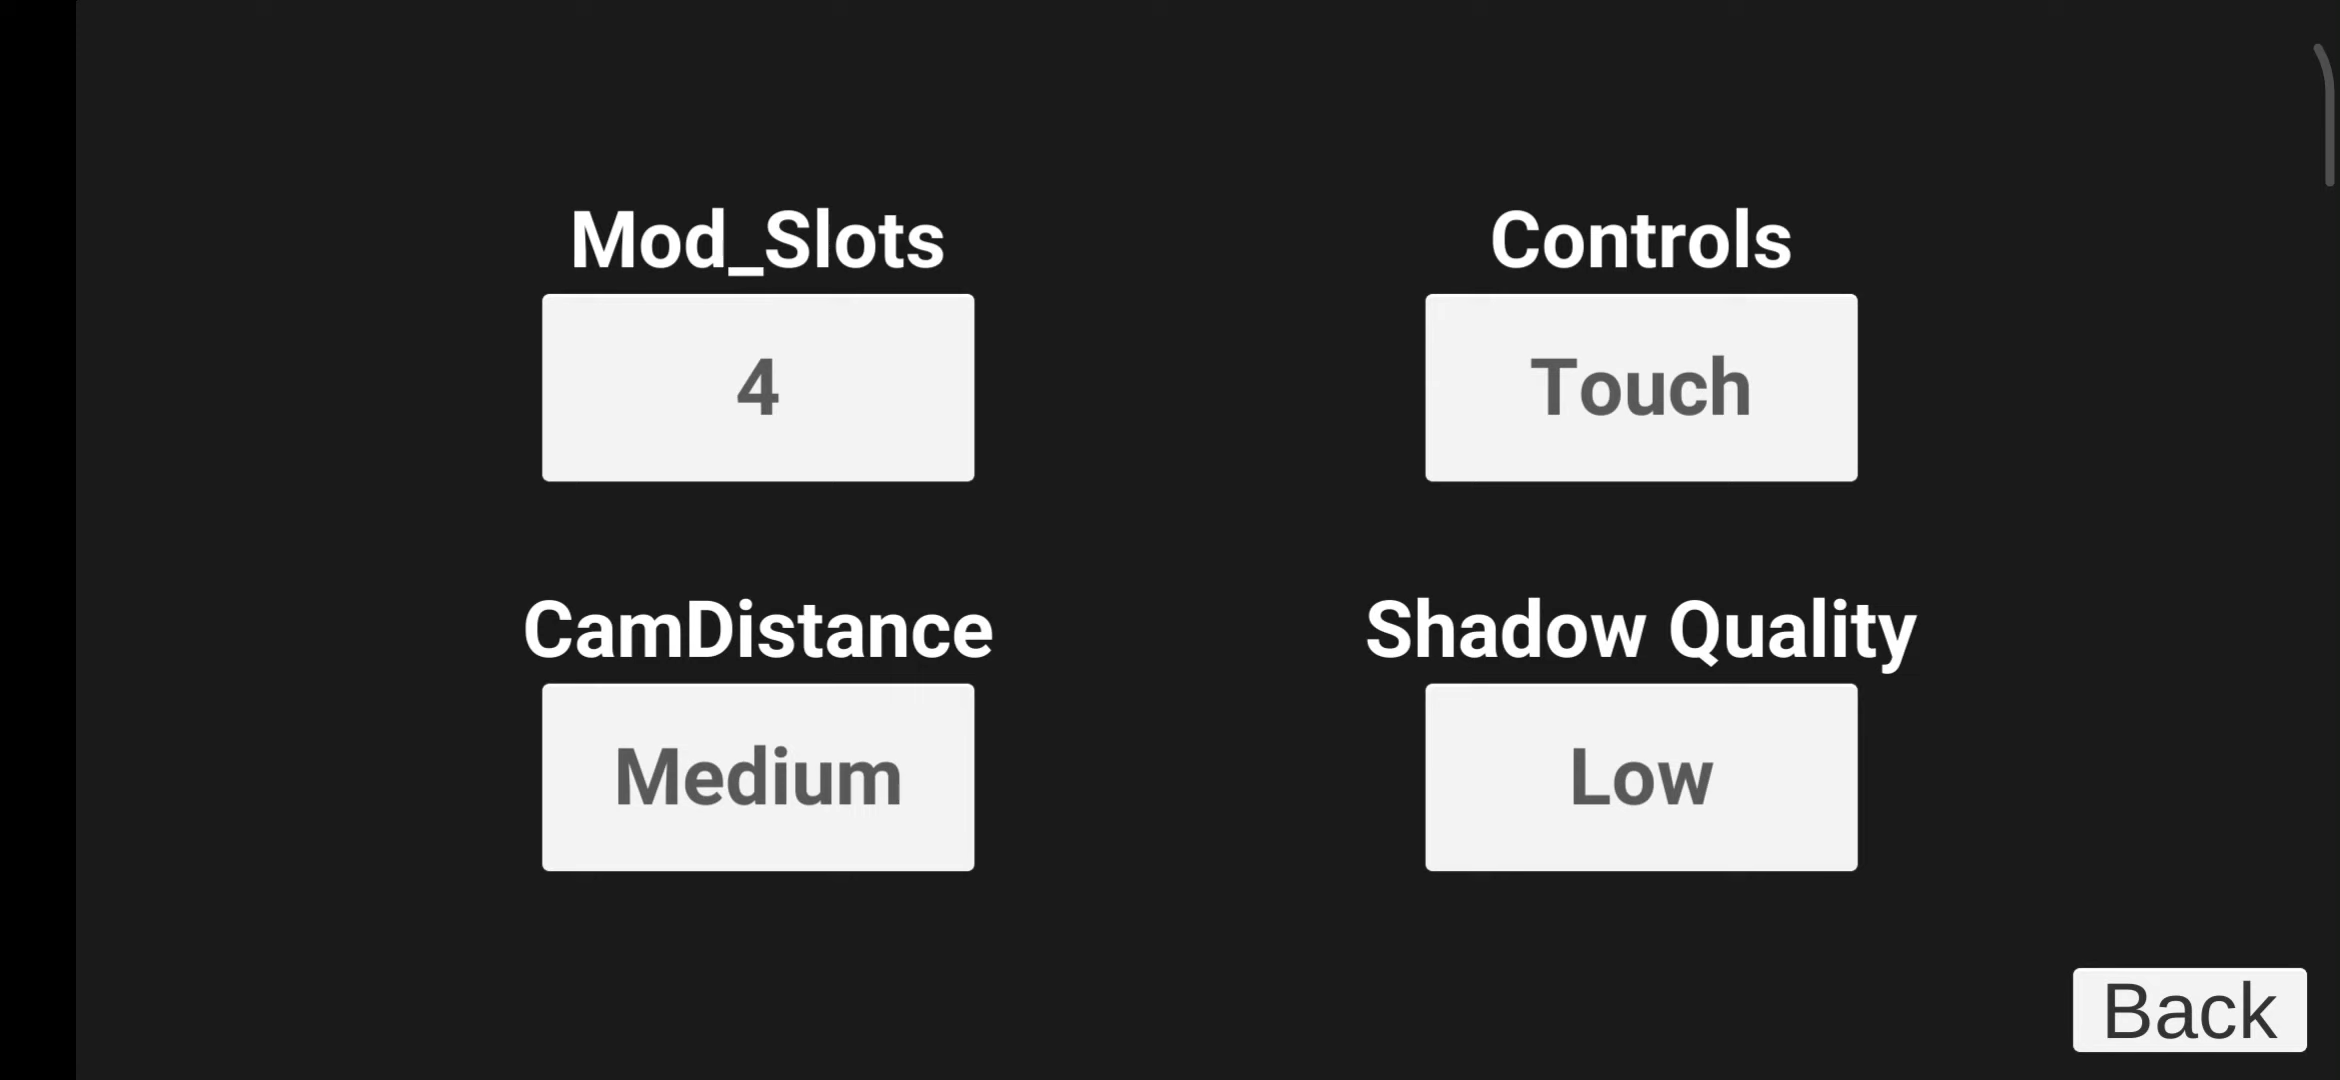 Mod_Slots
4
Controls
Touch
CamDistance
Medium
Shadow Quality
Low
Back